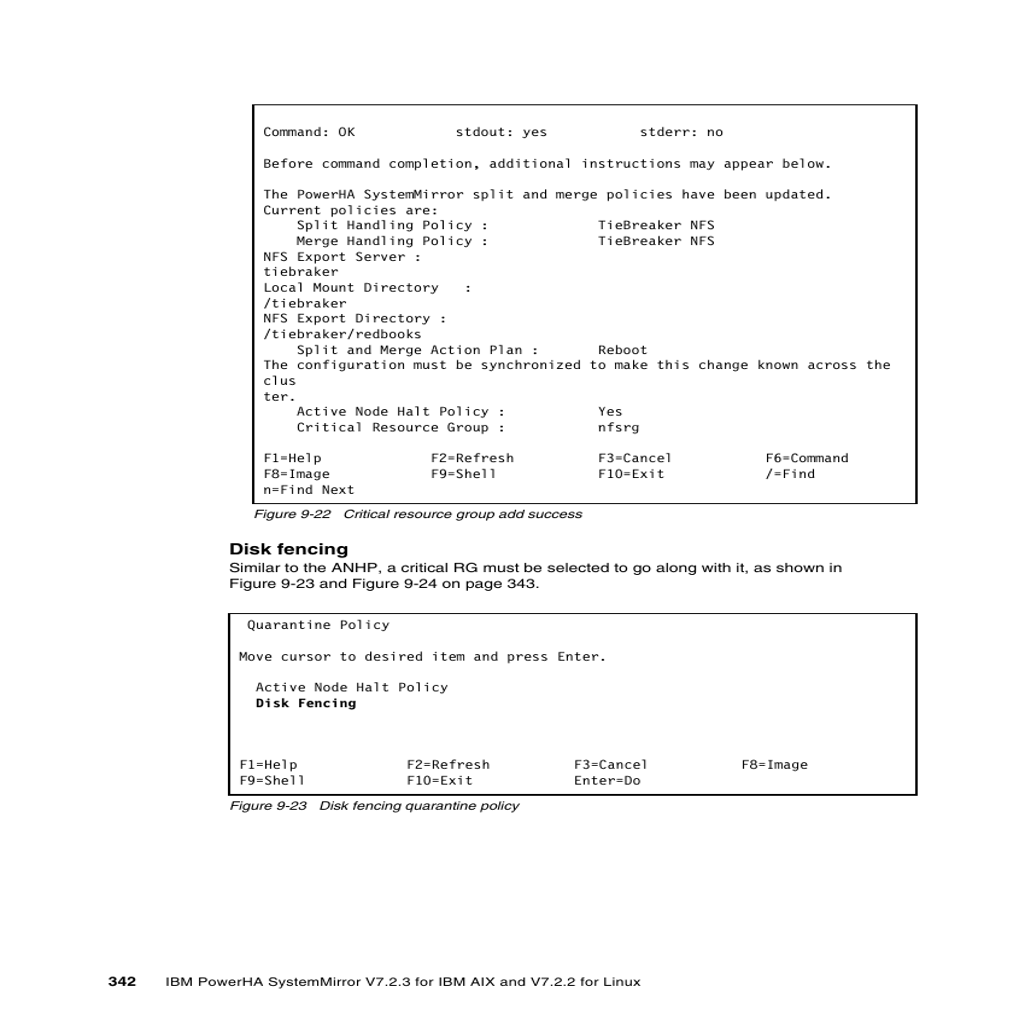 Command: OK            stdout: yes           stderr: no
Before command completion, additional instructions may appear below.
The PowerHA SystemMirror split and merge policies have been updated.
Current policies are:
    Split Handling Policy :             TieBreaker NFS
    Merge Handling Policy :             TieBreaker NFS
NFS Export Server :
tiebraker
Local Mount Directory   :
/tiebraker
NFS Export Directory :
/tiebraker/redbooks
    Split and Merge Action Plan :       Reboot
The configuration must be synchronized to make this change known across the
clus
ter.
    Active Node Halt Policy :           Yes
    Critical Resource Group :           nfsrg
F1=Help             F2=Refresh          F3=Cancel           F6=Command
F8=Image            F9=Shell            F10=Exit            /=Find
n=Find Next
Figure 9-22   Critical resource group add success
Disk fencing
Similar to the ANHP, a critical RG must be selected to go along with it, as shown in
Figure 9-23 and Figure 9-24 on page 343.
Quarantine Policy
Move cursor to desired item and press Enter.
  Active Node Halt Policy
  Disk Fencing
F1=Help             F2=Refresh          F3=Cancel           F8=Image
F9=Shell            F10=Exit            Enter=Do
Figure 9-23   Disk fencing quarantine policy
342    IBM PowerHA SystemMirror V7.2.3 for IBM AIX and V7.2.2 for Linux